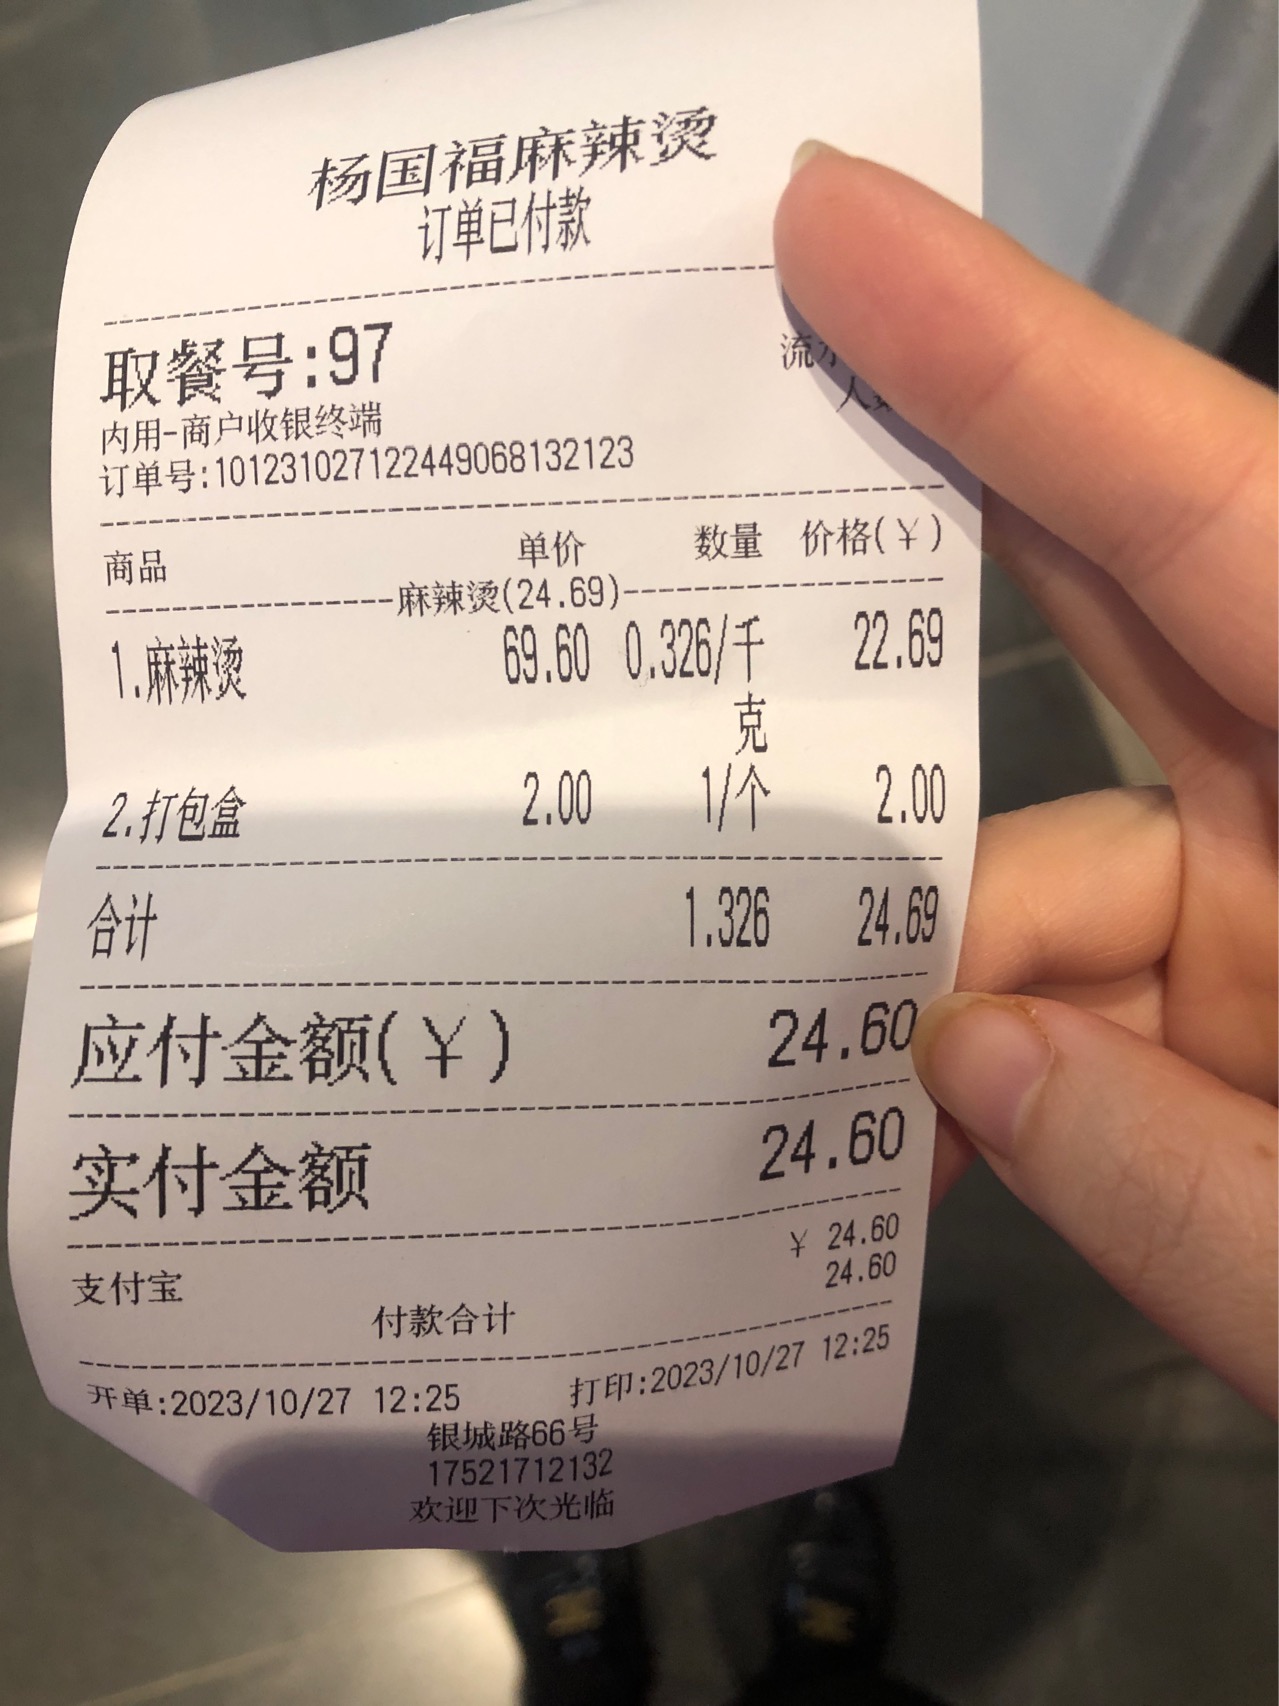 杨国福麻辣烫
订单已付款
取餐号:97
流水
内用-商户收银终端
订单号:101231027122449068132123
商品 单价 数量 价格(¥)
麻辣烫(24.69)
1.麻辣烫 69.60 0.326/千克 22.69
2.打包盒 2.00 1/个 2.00
合计 1.326 24.69
应付金额(¥) 24.60
实付金额 24.60
支付宝 ¥ 24.60
付款合计 24.60
开单:2023/10/27 12:25 打印:2023/10/27 12:25
银城路66号
17521712132
欢迎下次光临